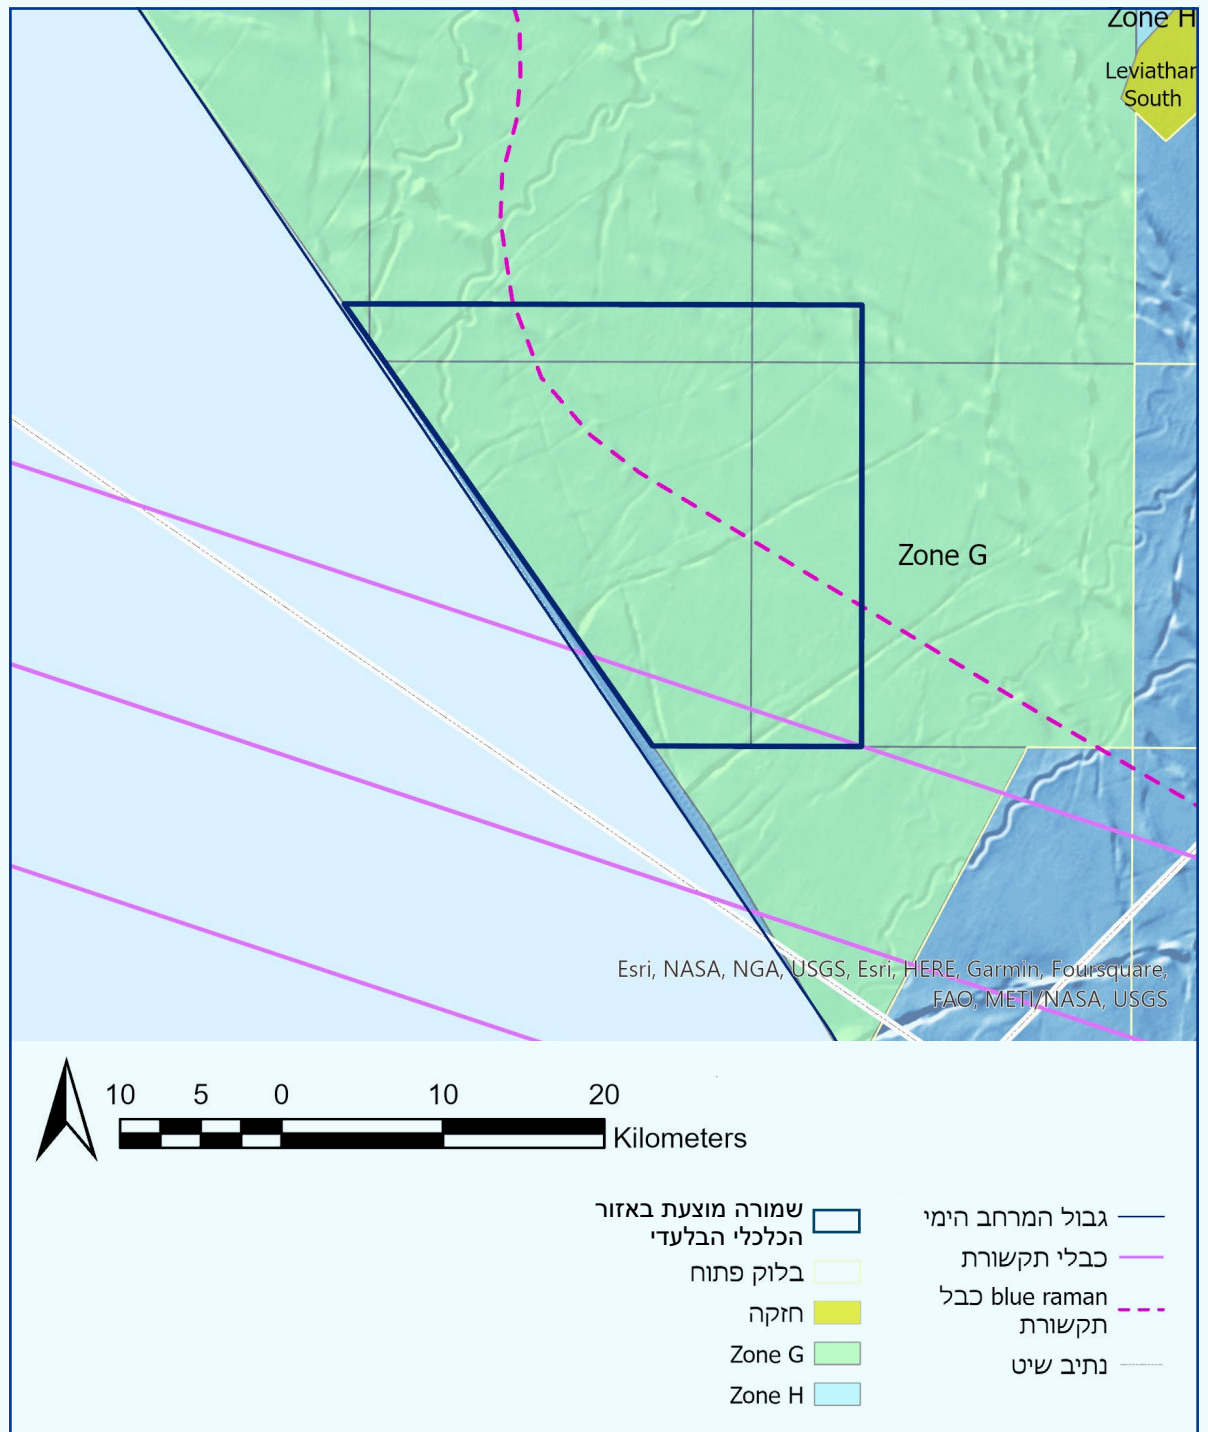 Zone H
Leviathan
South
Zone G
Esri, NASA, NGA, USGS, Esri, HERE, Garmin, Foursquare,
FAO, METI/NASA, USGS
10 5 0 10 20
Kilometers
גבול המרחב הימי
כבלי תקשורת
כבל blue raman
תקשורת
נתיב שיט
שמורה מוצעת באזור
הכלכלי הבלעדי
בלוק פתוח
חזקה
Zone G
Zone H